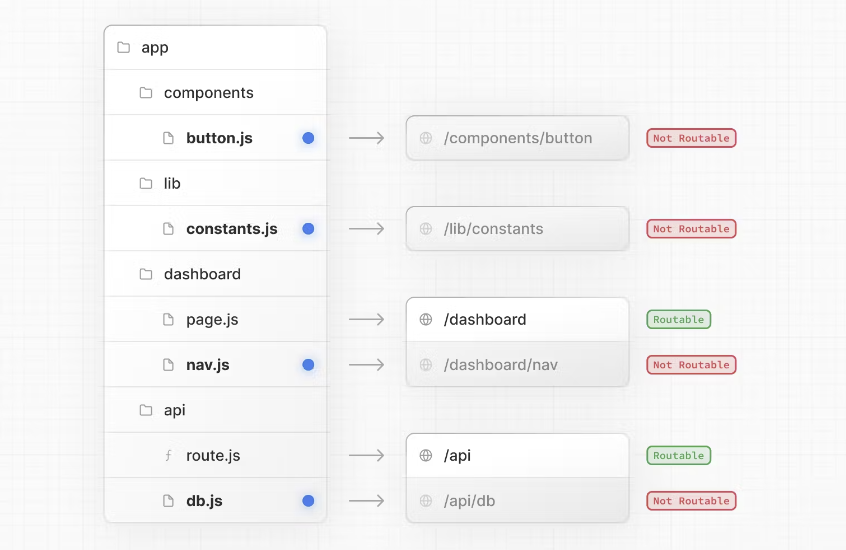 app
components
button.js
/components/button
Not Routable
lib
constants.js
/lib/constants
Not Routable
dashboard
page.js
/dashboard
Routable
nav.js
/dashboard/nav
Not Routable
api
route.js
/api
Routable
db.js
/api/db
Not Routable